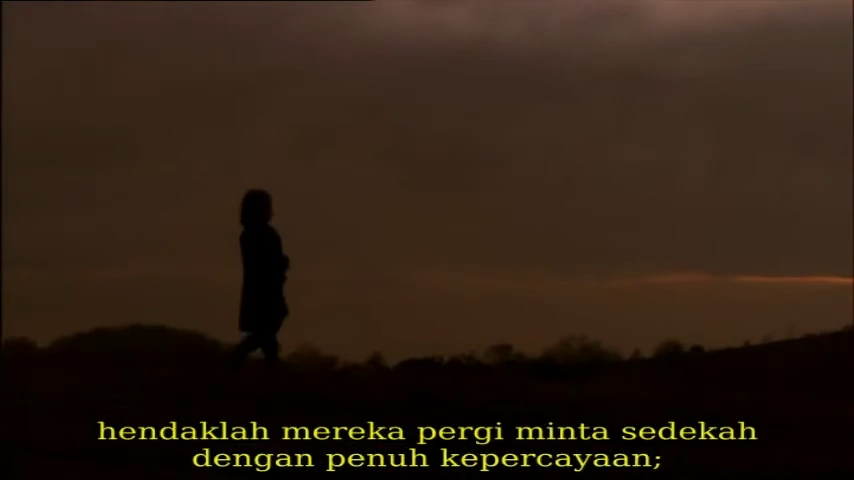 hendaklah mereka pergi minta sedekah
dengan penuh kepercayaan;